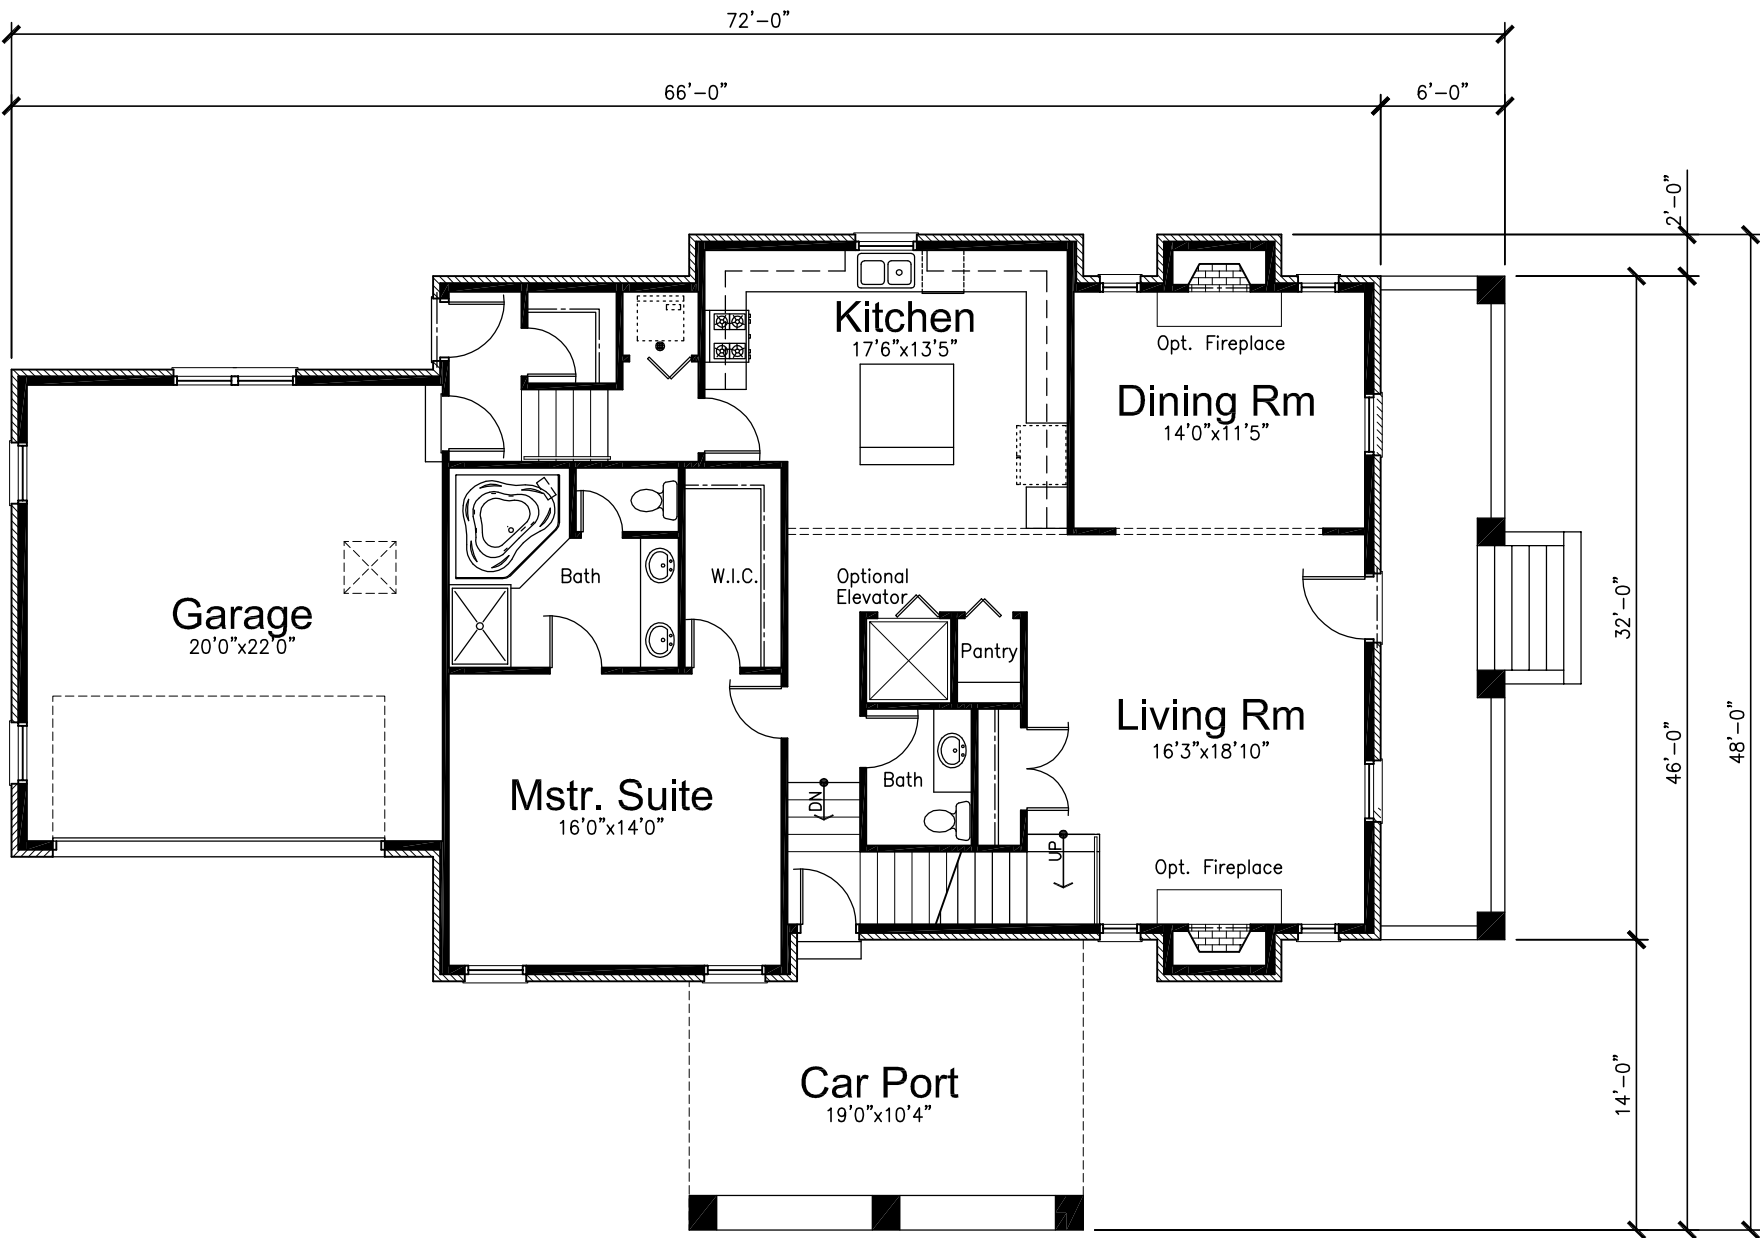 72'-0"
66'-0"
6'-0"
2'-0"
Kitchen
17'6"x13'5"
Opt. Fireplace
Dining Rm
14'0"x11'5"
Bath
W.I.C.
Optional
Elevator
Garage
20'0"x22'0"
Pantry
32'-0"
Living Rm
16'3"x18'10"
46'-0"
48'-0"
Mstr. Suite
16'0"x14'0"
Bath
DN
UP
Opt. Fireplace
Car Port
19'0"x10'4"
14'-0"